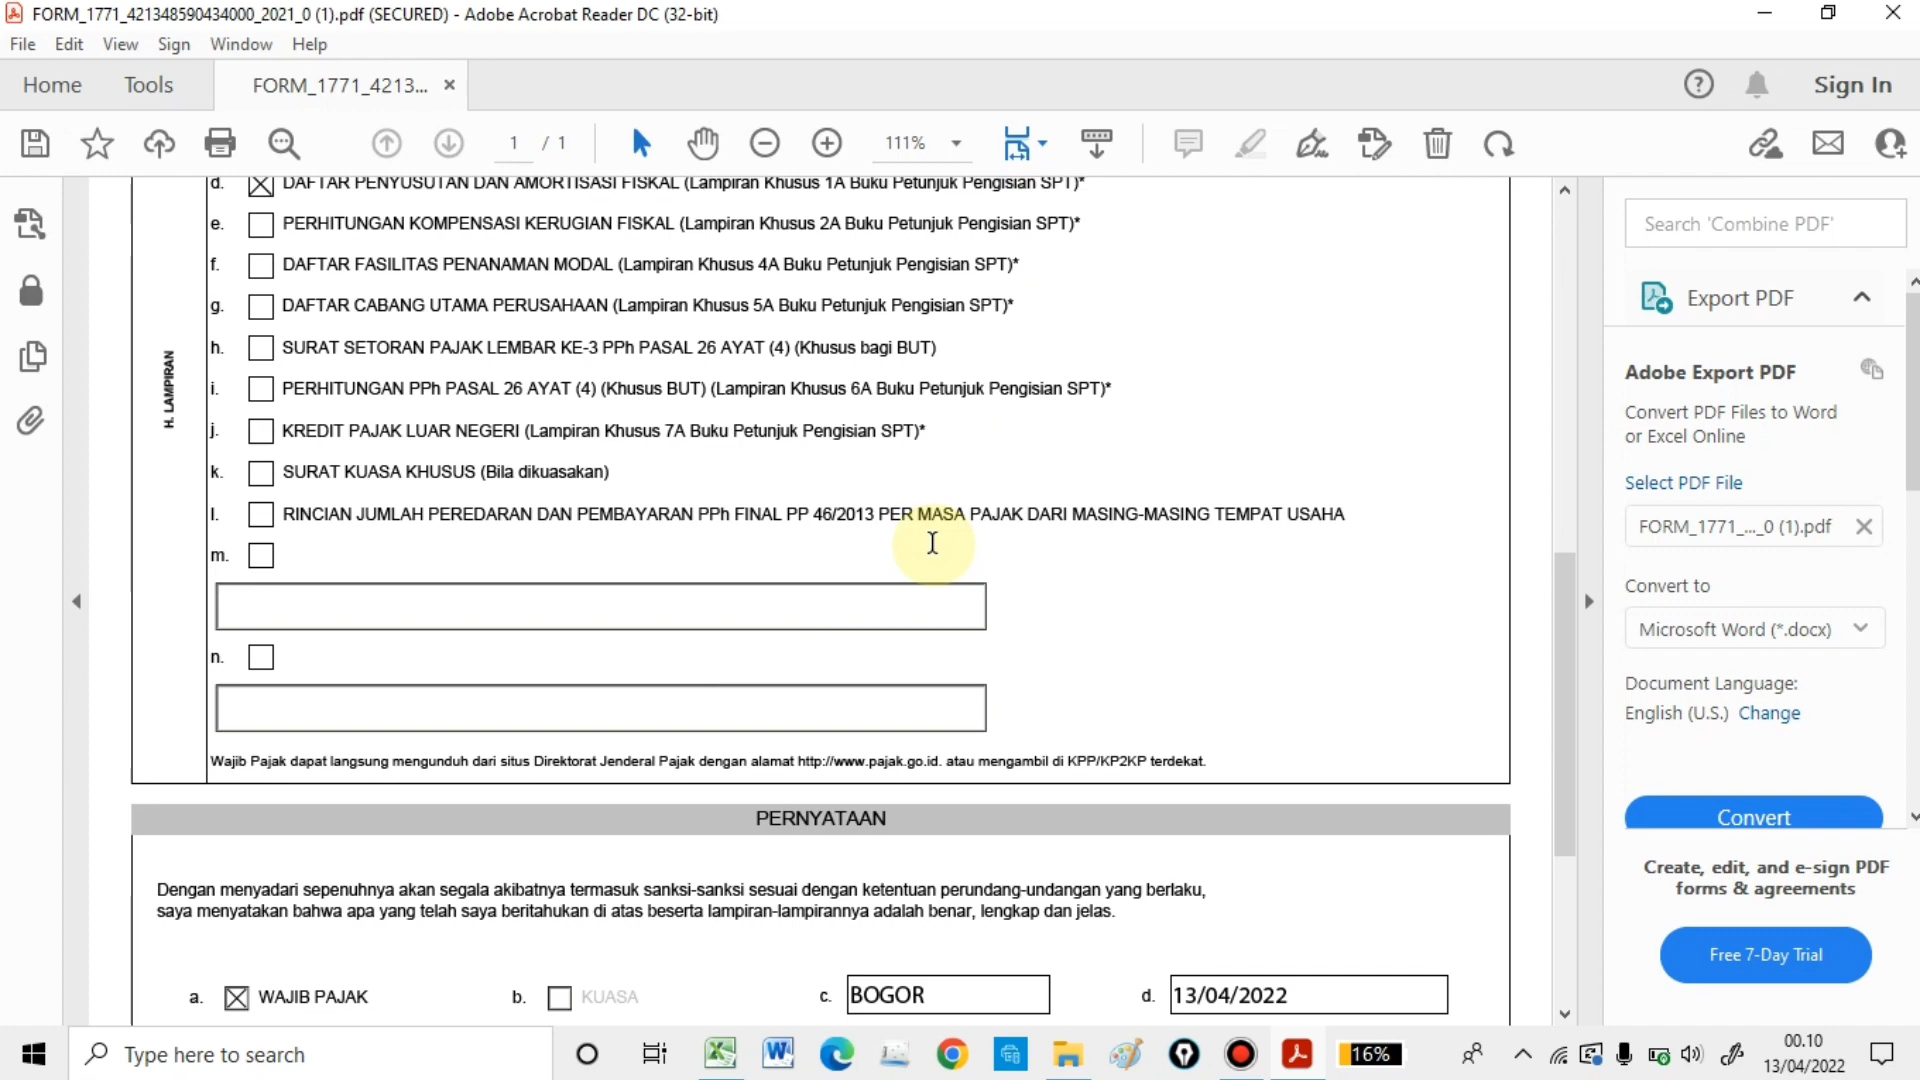 FORM_1771_421348590434000_2021_0 (1).pdf (SECURED) - Adobe Acrobat Reader DC (32-bit)
File Edit View Sign Window Help
Home Tools FORM_1771_4213... × Sign In
1 / 1 111%
d. DAFTAR PENYUSUTAN DAN AMORTISASI FISKAL (Lampiran Khusus 1A Buku Petunjuk Pengisian SPT)*
e. PERHITUNGAN KOMPENSASI KERUGIAN FISKAL (Lampiran Khusus 2A Buku Petunjuk Pengisian SPT)*
f. DAFTAR FASILITAS PENANAMAN MODAL (Lampiran Khusus 4A Buku Petunjuk Pengisian SPT)*
g. DAFTAR CABANG UTAMA PERUSAHAAN (Lampiran Khusus 5A Buku Petunjuk Pengisian SPT)*
h. SURAT SETORAN PAJAK LEMBAR KE-3 PPh PASAL 26 AYAT (4) (Khusus bagi BUT)
i. PERHITUNGAN PPh PASAL 26 AYAT (4) (Khusus BUT) (Lampiran Khusus 6A Buku Petunjuk Pengisian SPT)*
j. KREDIT PAJAK LUAR NEGERI (Lampiran Khusus 7A Buku Petunjuk Pengisian SPT)*
k. SURAT KUASA KHUSUS (Bila dikuasakan)
l. RINCIAN JUMLAH PEREDARAN DAN PEMBAYARAN PPh FINAL PP 46/2013 PER MASA PAJAK DARI MASING-MASING TEMPAT USAHA
m.
n.
H. LAMPIRAN
Wajib Pajak dapat langsung mengunduh dari situs Direktorat Jenderal Pajak dengan alamat http://www.pajak.go.id. atau mengambil di KPP/KP2KP terdekat.
PERNYATAAN
Dengan menyadari sepenuhnya akan segala akibatnya termasuk sanksi-sanksi sesuai dengan ketentuan perundang-undangan yang berlaku,
saya menyatakan bahwa apa yang telah saya beritahukan di atas beserta lampiran-lampirannya adalah benar, lengkap dan jelas.
a. WAJIB PAJAK b. KUASA c. BOGOR d. 13/04/2022
Search 'Combine PDF'
Export PDF
Adobe Export PDF
Convert PDF Files to Word
or Excel Online
Select PDF File
FORM_1771_..._0 (1).pdf
Convert to
Microsoft Word (*.docx)
Document Language:
English (U.S.) Change
Convert
Create, edit, and e-sign PDF
forms & agreements
Free 7-Day Trial
Type here to search
16%
00.10
13/04/2022